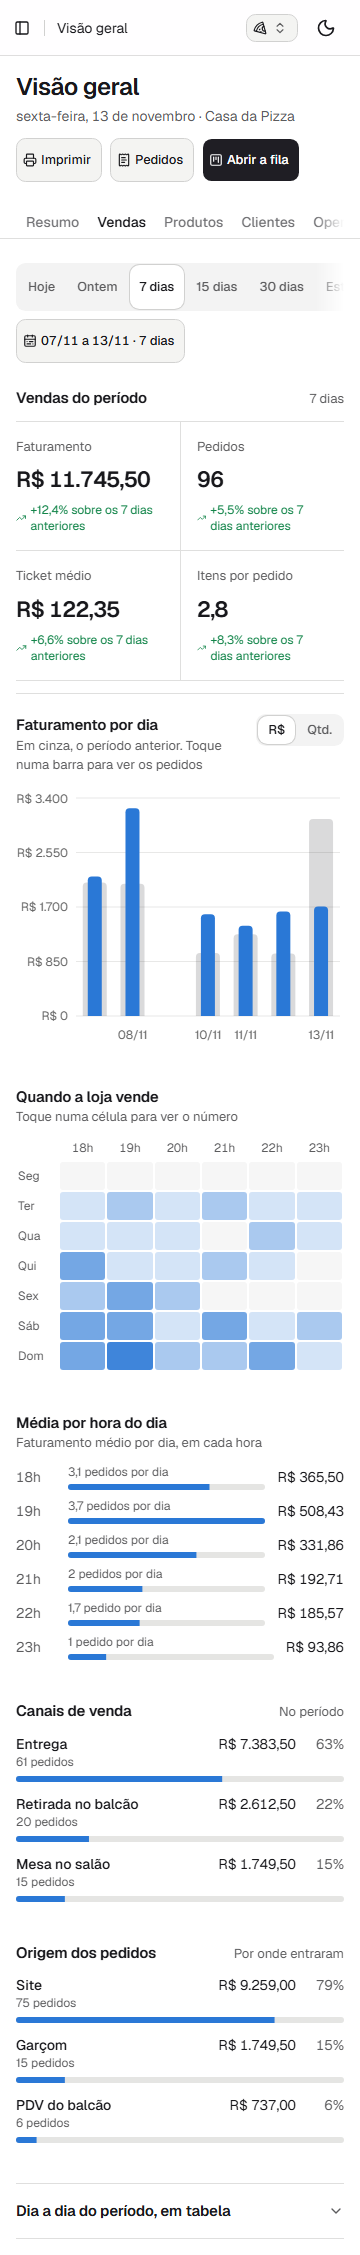 Visão geral
Visão geral
sexta-feira, 13 de novembro · Casa da Pizza
Imprimir
Pedidos
Abrir a fila
Resumo
Vendas
Produtos
Clientes
Ope
Hoje
Ontem
7 dias
15 dias
30 dias
Es
07/11 a 13/11 · 7 dias
Vendas do período
7 dias
Faturamento
Pedidos
R$ 11.745,50
96
+12,4% sobre os 7 dias
anteriores
+5,5% sobre os 7
dias anteriores
Ticket médio
Itens por pedido
R$ 122,35
2,8
+6,6% sobre os 7 dias
anteriores
+8,3% sobre os 7
dias anteriores
Faturamento por dia
Em cinza, o período anterior. Toque
numa barra para ver os pedidos
R$
Qtd.
R$ 3.400
R$ 2.550
R$ 1.700
R$ 850
R$ 0
08/11
10/11
11/11
13/11
Quando a loja vende
Toque numa célula para ver o número
18h
19h
20h
21h
22h
23h
Seg
Ter
Qua
Qui
Sex
Sáb
Dom
Média por hora do dia
Faturamento médio por dia, em cada hora
18h
3,1 pedidos por dia
R$ 365,50
19h
3,7 pedidos por dia
R$ 508,43
20h
2,1 pedidos por dia
R$ 331,86
21h
2 pedidos por dia
R$ 192,71
22h
1,7 pedido por dia
R$ 185,57
23h
1 pedido por dia
R$ 93,86
Canais de venda
No período
Entrega
R$ 7.383,50
63%
61 pedidos
Retirada no balcão
R$ 2.612,50
22%
20 pedidos
Mesa no salão
R$ 1.749,50
15%
15 pedidos
Origem dos pedidos
Por onde entraram
Site
R$ 9.259,00
79%
75 pedidos
Garçom
R$ 1.749,50
15%
15 pedidos
PDV do balcão
R$ 737,00
6%
6 pedidos
Dia a dia do período, em tabela